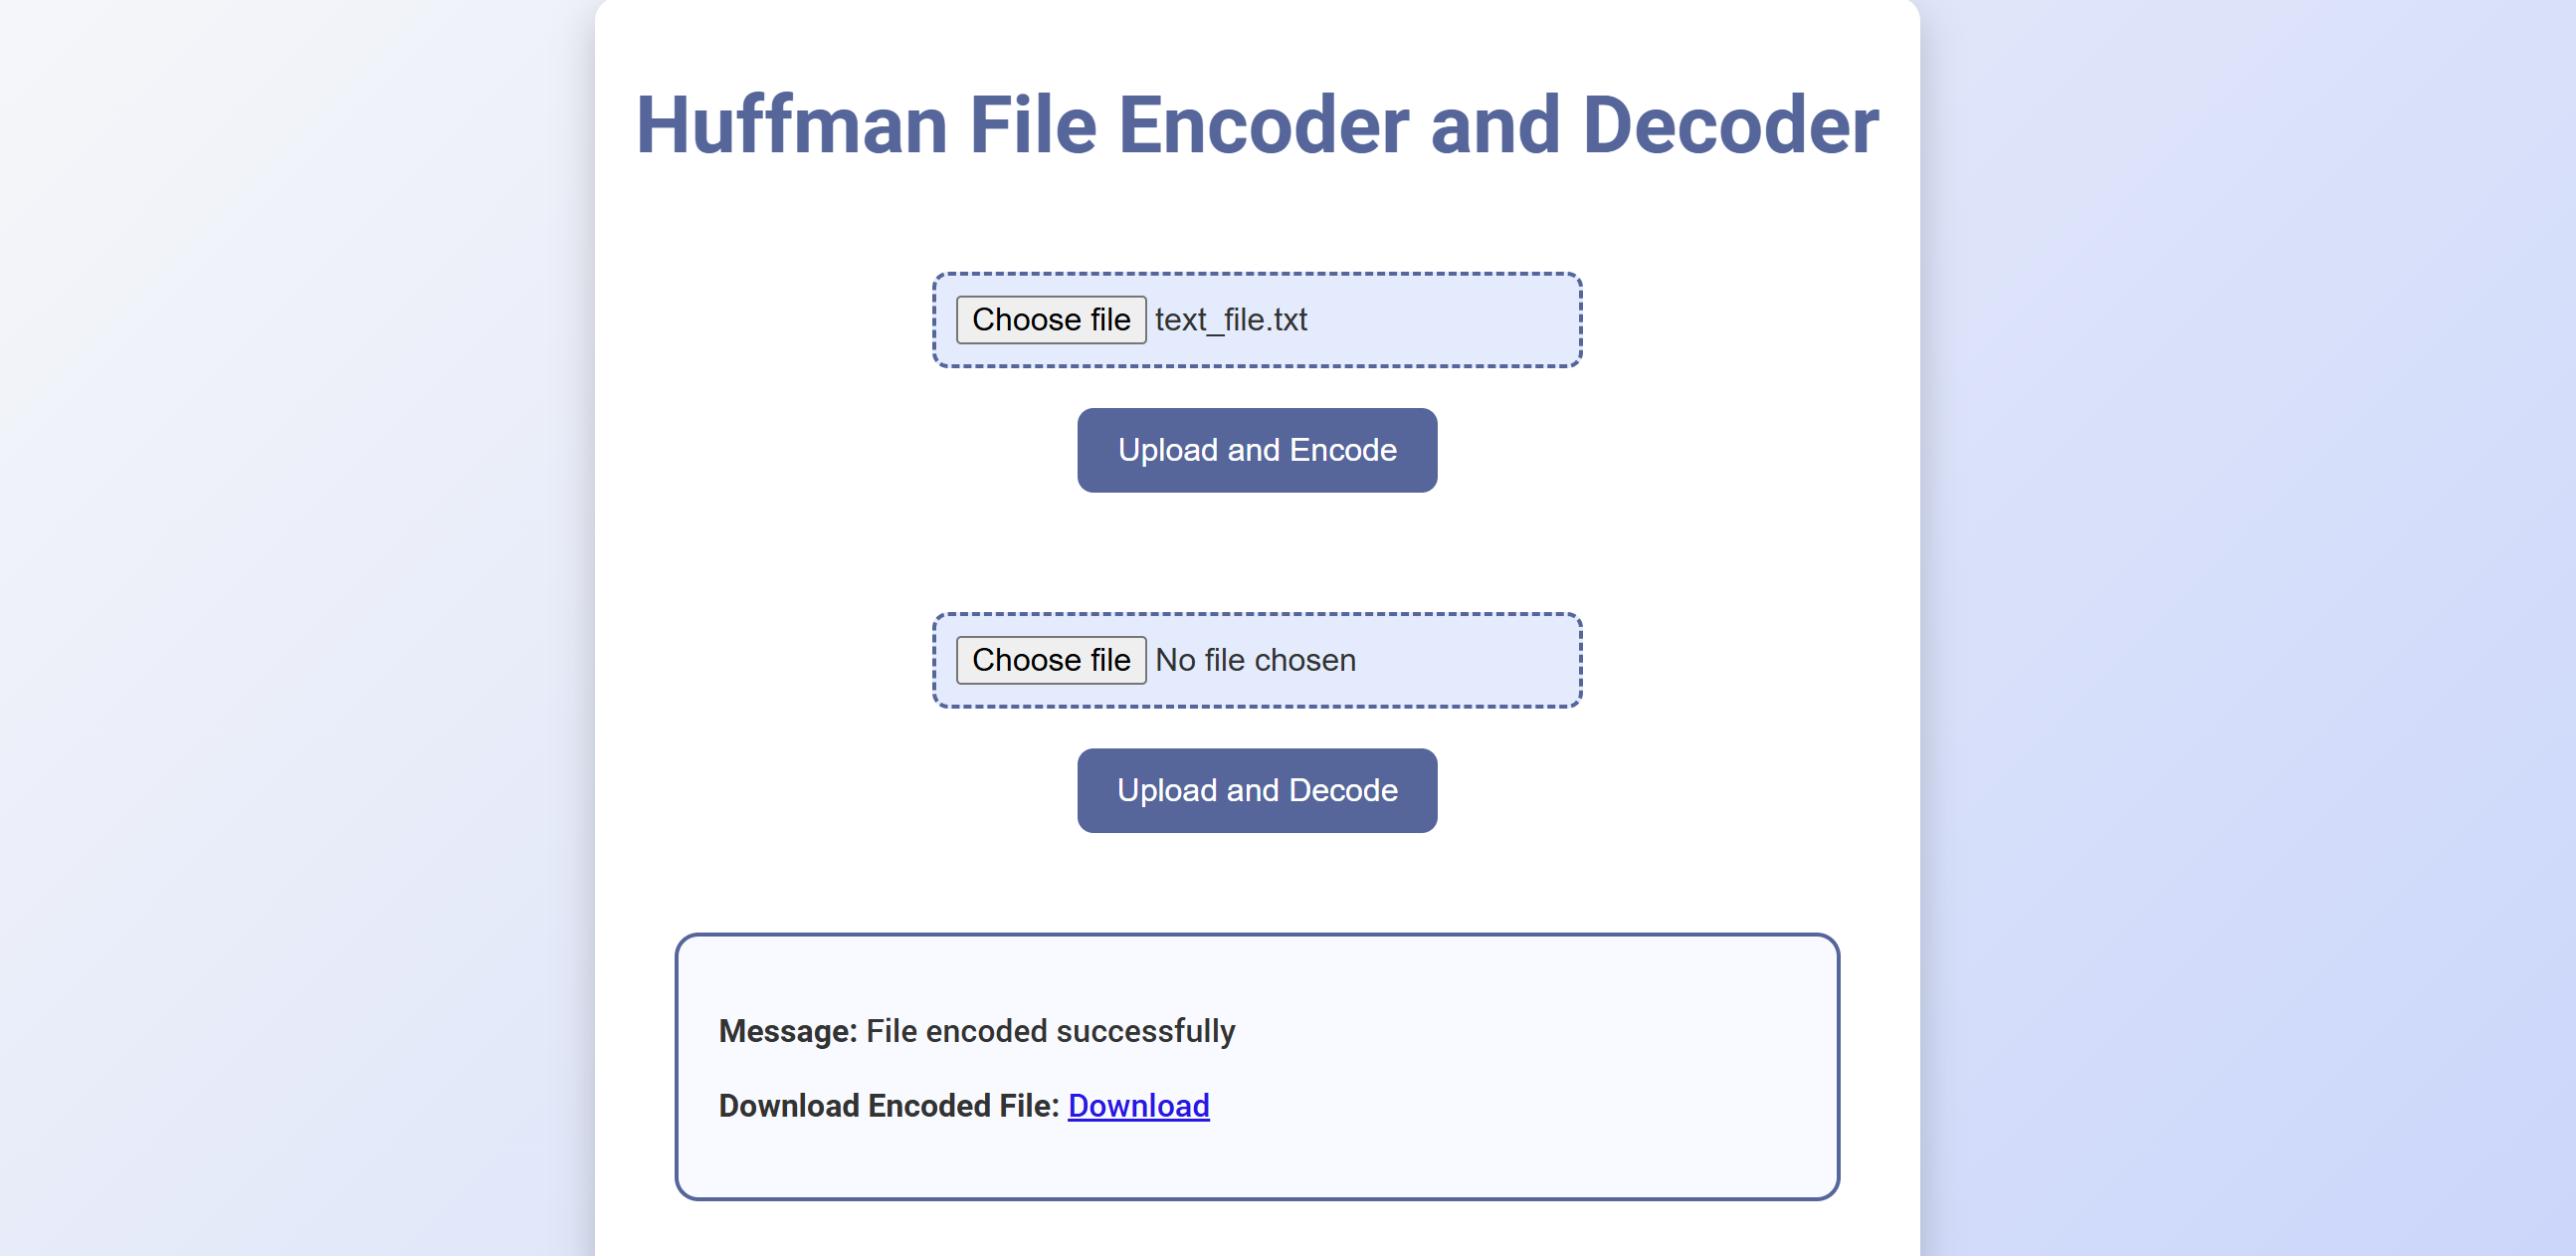 Huffman File Encoder and Decoder
Choose file text_file.txt
Upload and Encode
Choose file No file chosen
Upload and Decode
Message: File encoded successfully
Download Encoded File: Download